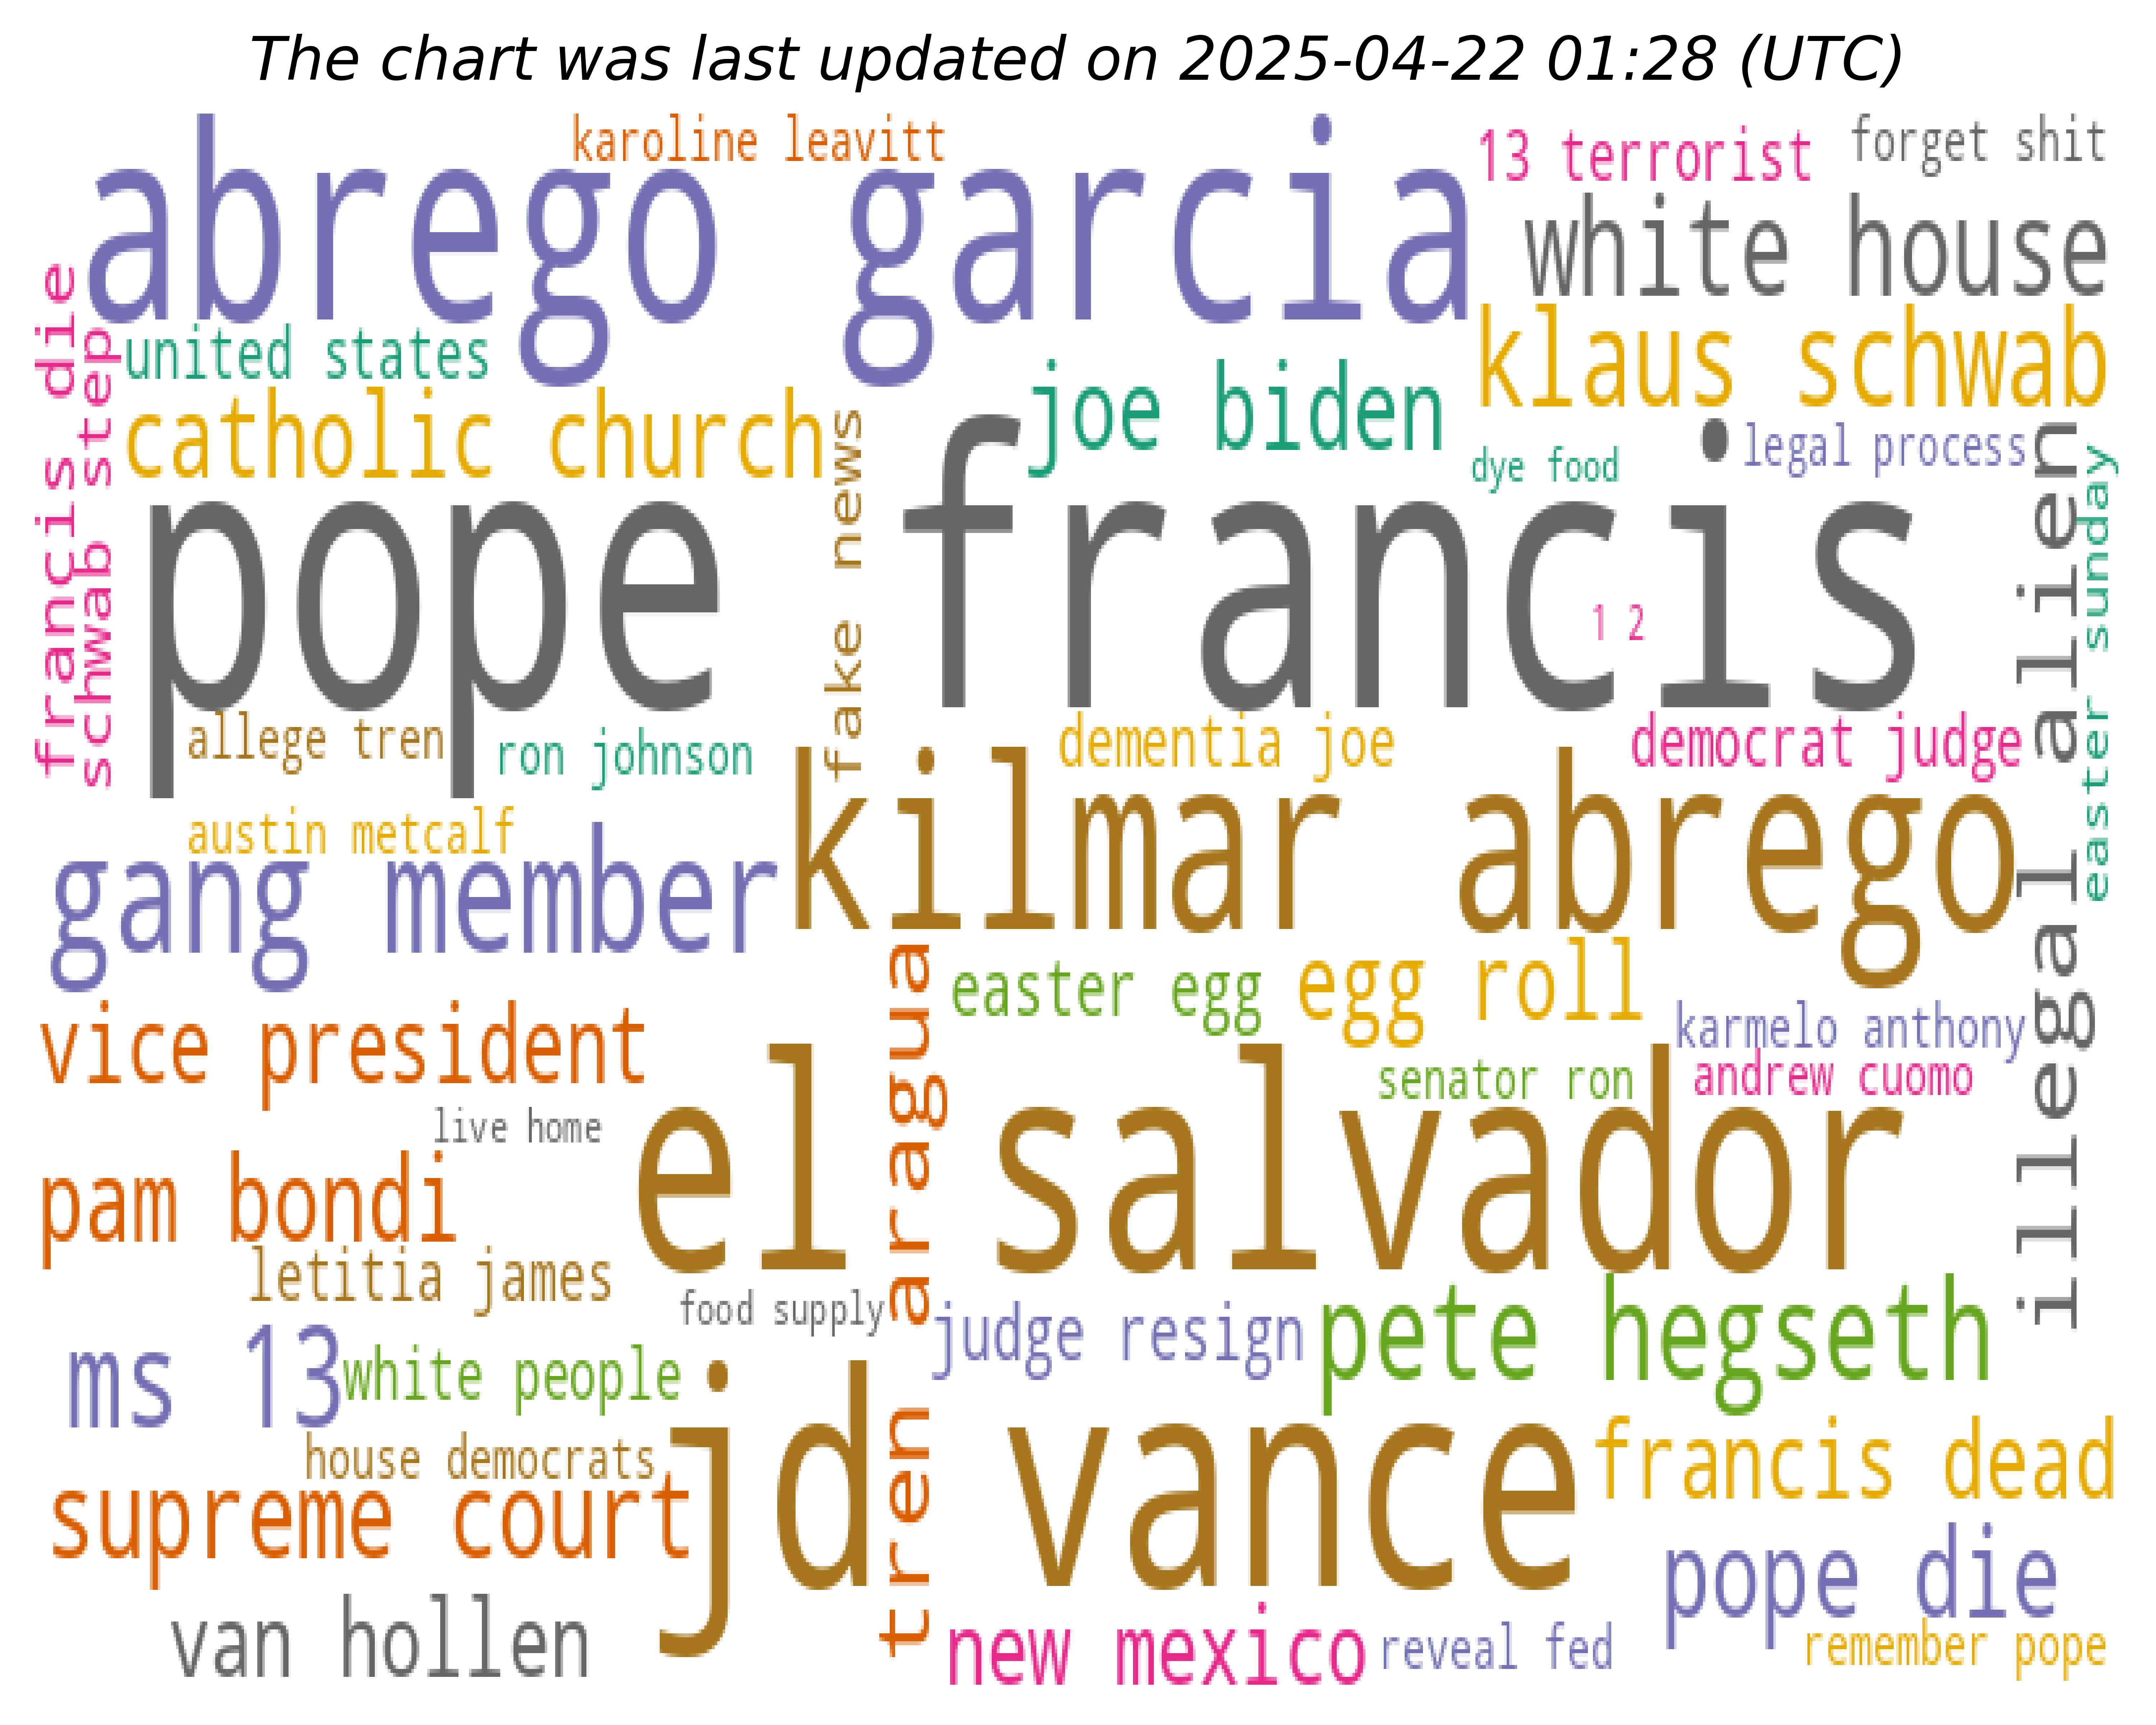 The chart was last updated on 2025-04-22 01:28 (UTC)
karoline leavitt
13 terrorist
forget shit
abrego garcia
white house
united states
klaus schwab
joe biden
catholic church
legal process
dye food
pope francis
1 2
francis die
schwab step
fake news
illegal alien
easter sunday
allege tren
ron johnson
dementia joe
democrat judge
austin metcalf
kilmar abrego
gang member
easter egg
egg roll
karmelo anthony
vice president
senator ron
andrew cuomo
live home
el salvador
tren aragua
pam bondi
letitia james
food supply
judge resign
pete hegseth
ms 13
white people
jd vance
house democrats
francis dead
supreme court
pope die
van hollen
new mexico
reveal fed
remember pope